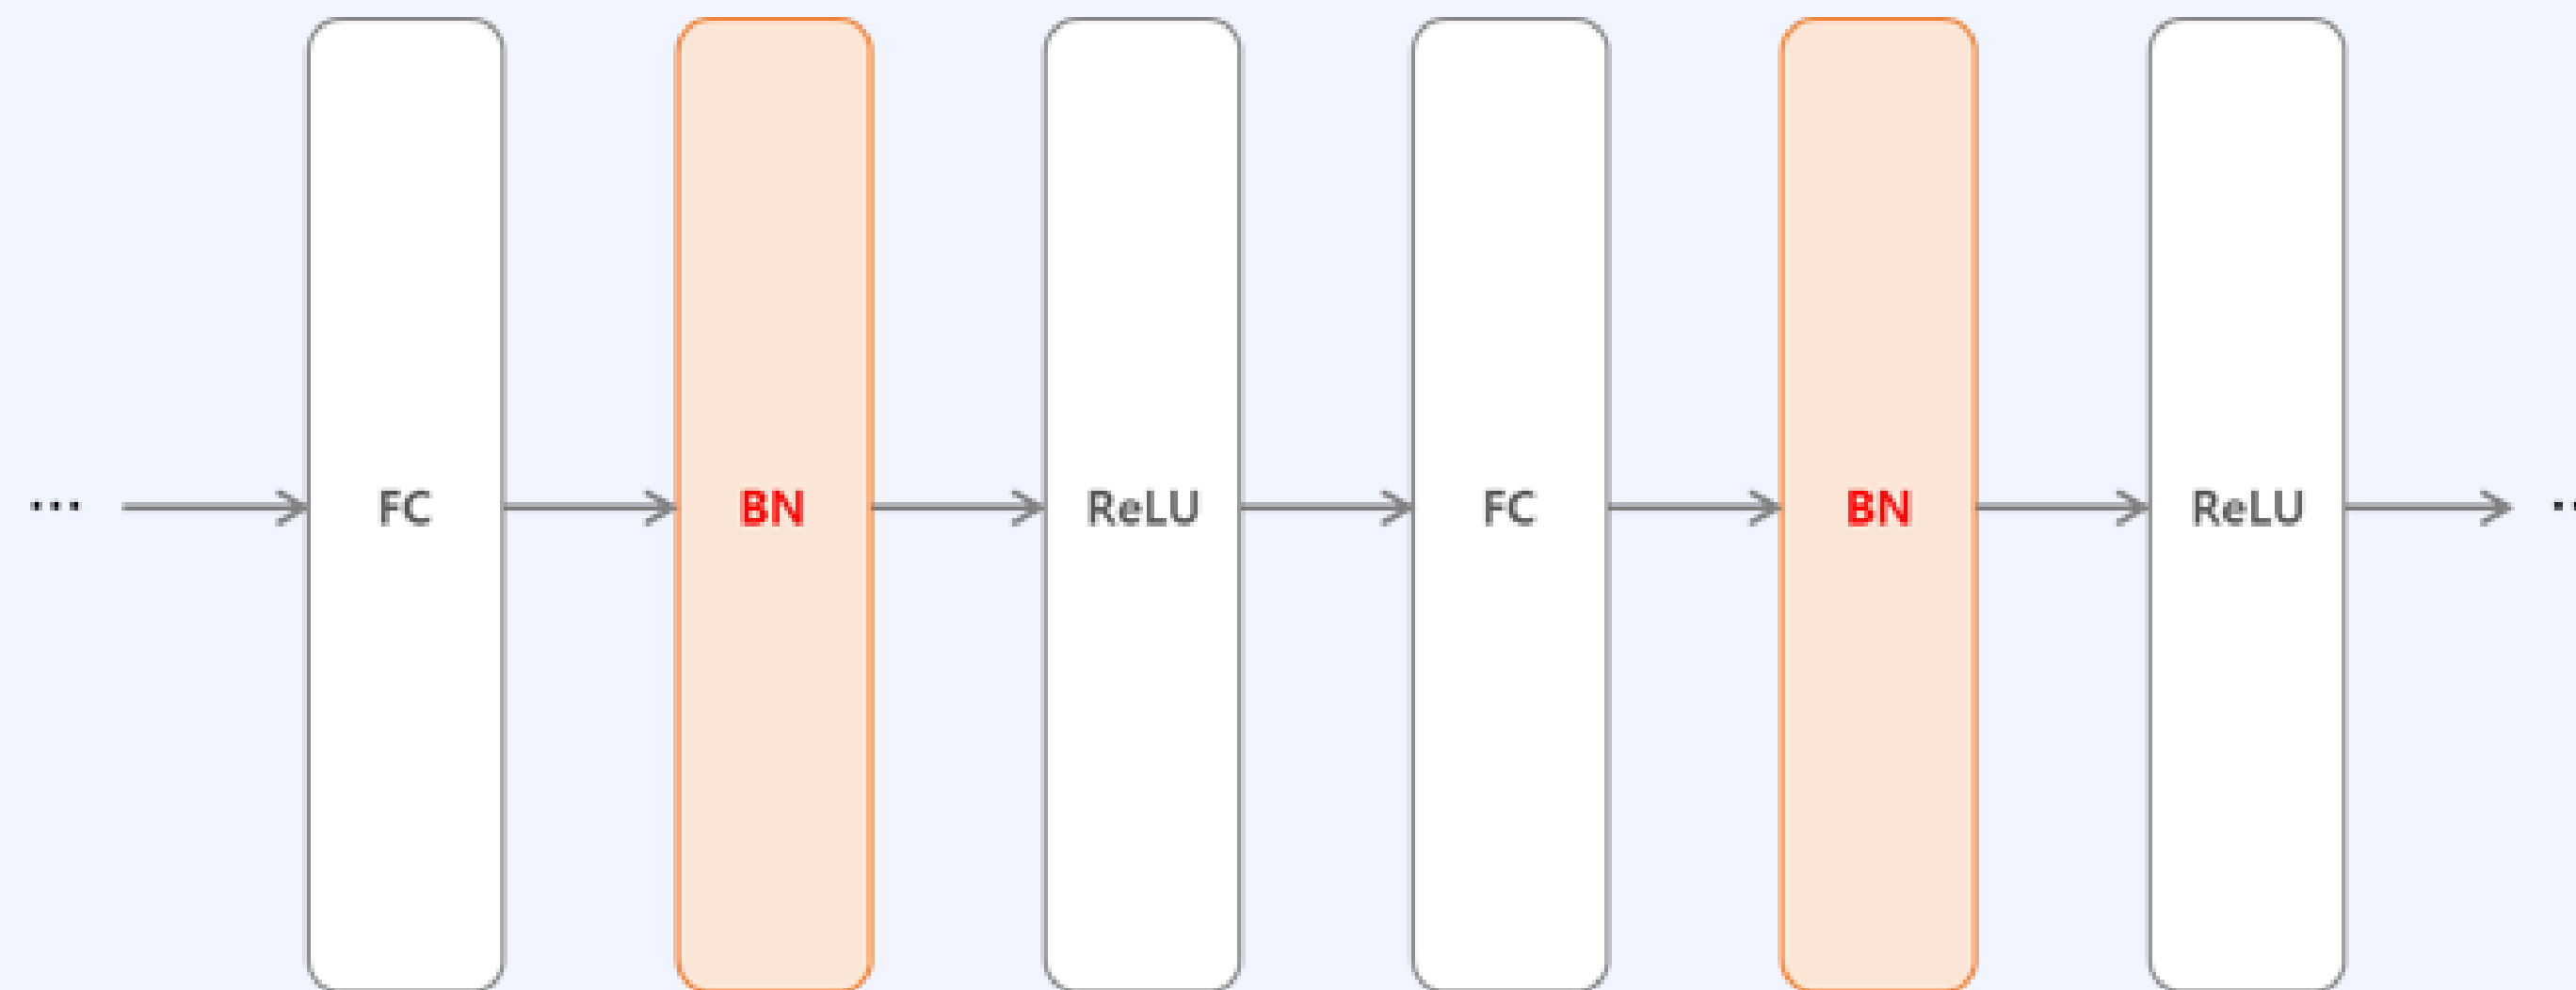 ... FC BN ReLU FC BN ReLU ..